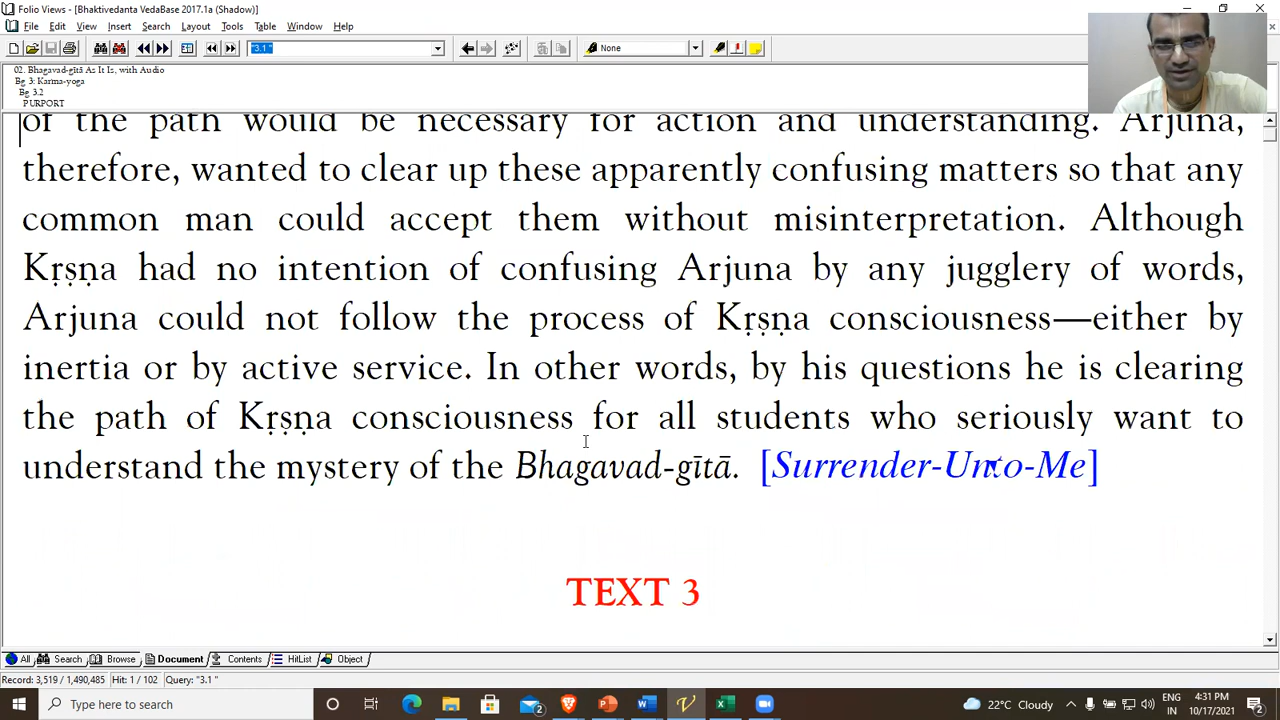 Folio Views - [Bhaktivedanta VedaBase 2017.1a (Shadow)]
File Edit View Insert Search Layout Tools Table Window Help
"3.1" None
02. Bhagavad-gītā As It Is, with Audio
Bg 3: Karma-yoga
Bg 3.2
PURPORT
of the path would be necessary for action and understanding. Arjuna,
therefore, wanted to clear up these apparently confusing matters so that any
common man could accept them without misinterpretation. Although
Kṛṣṇa had no intention of confusing Arjuna by any jugglery of words,
Arjuna could not follow the process of Kṛṣṇa consciousness—either by
inertia or by active service. In other words, by his questions he is clearing
the path of Kṛṣṇa consciousness for all students who seriously want to
understand the mystery of the Bhagavad-gītā. [Surrender-Unto-Me]
TEXT 3
All Search Browse Document Contents HitList Object
Record: 3,519 / 1,490,485 Hit: 1 / 102 Query: "3.1"
Type here to search 2 22°C Cloudy ENG 4:31 PM
IN 10/17/2021 2